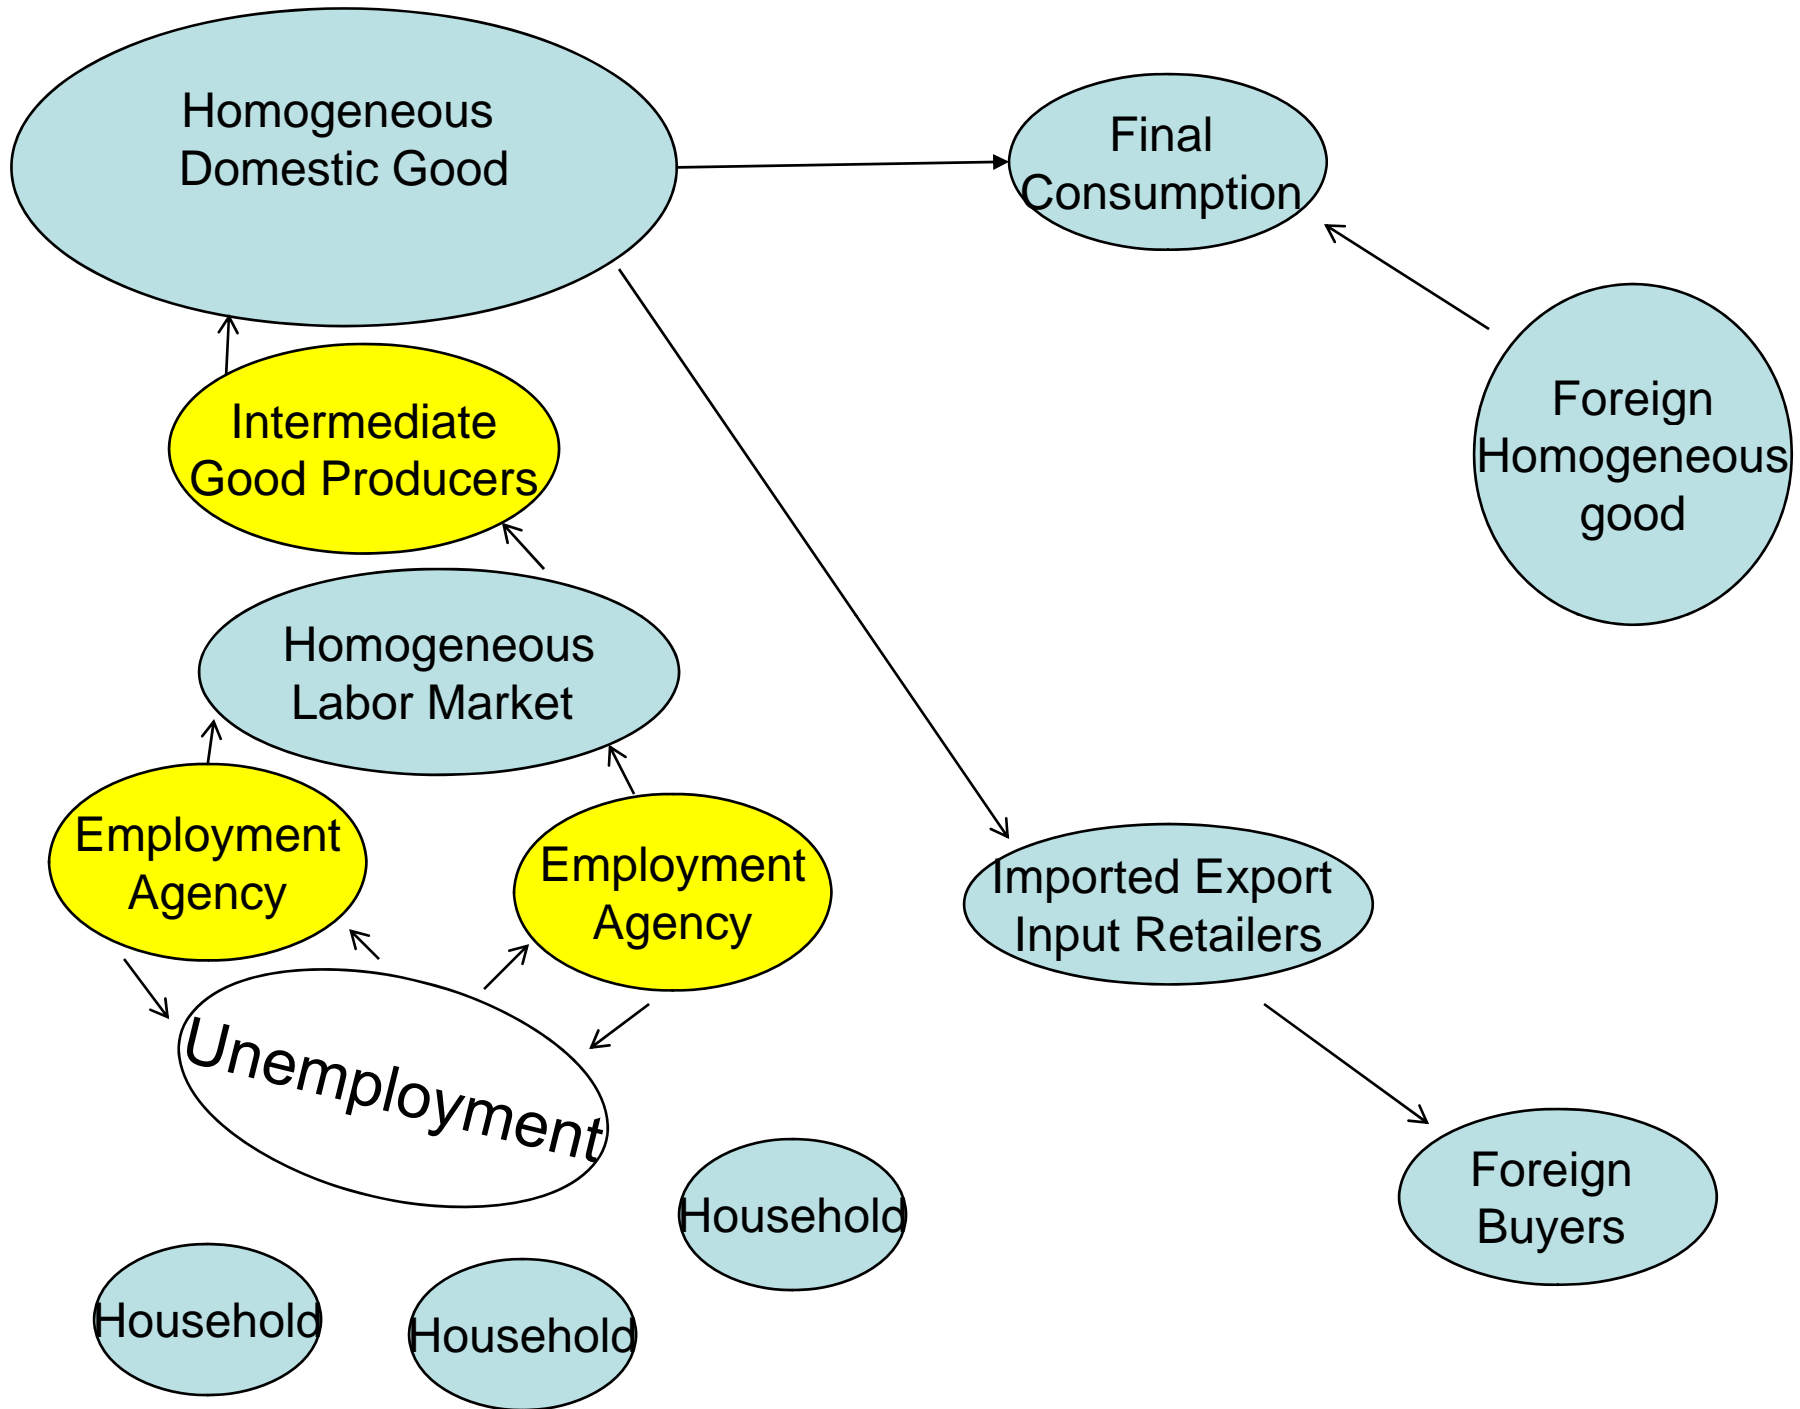 Homogeneous
Domestic Good
Final
Consumption
Foreign
Homogeneous
good
Intermediate
Good Producers
Homogeneous
Labor Market
Employment
Agency
Employment
Agency
Imported Export
Input Retailers
Unemployment
Foreign
Buyers
Household
Household
Household